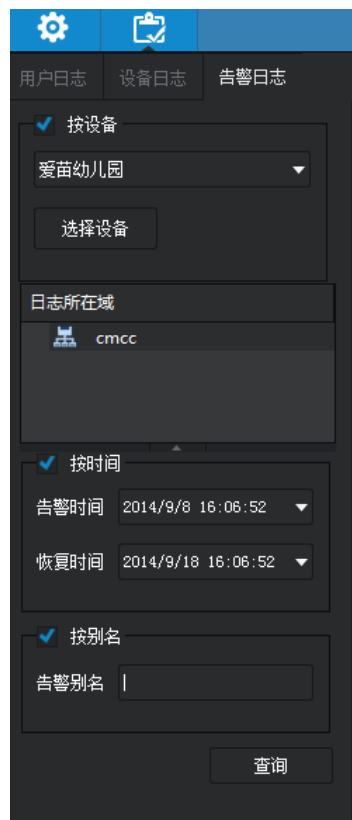 用户日志 设备日志 告警日志
按设备
爱苗幼儿园
选择设备
日志所在域
cmcc
按时间
告警时间 2014/9/8 16:06:52
恢复时间 2014/9/18 16:06:52
按别名
告警别名
查询